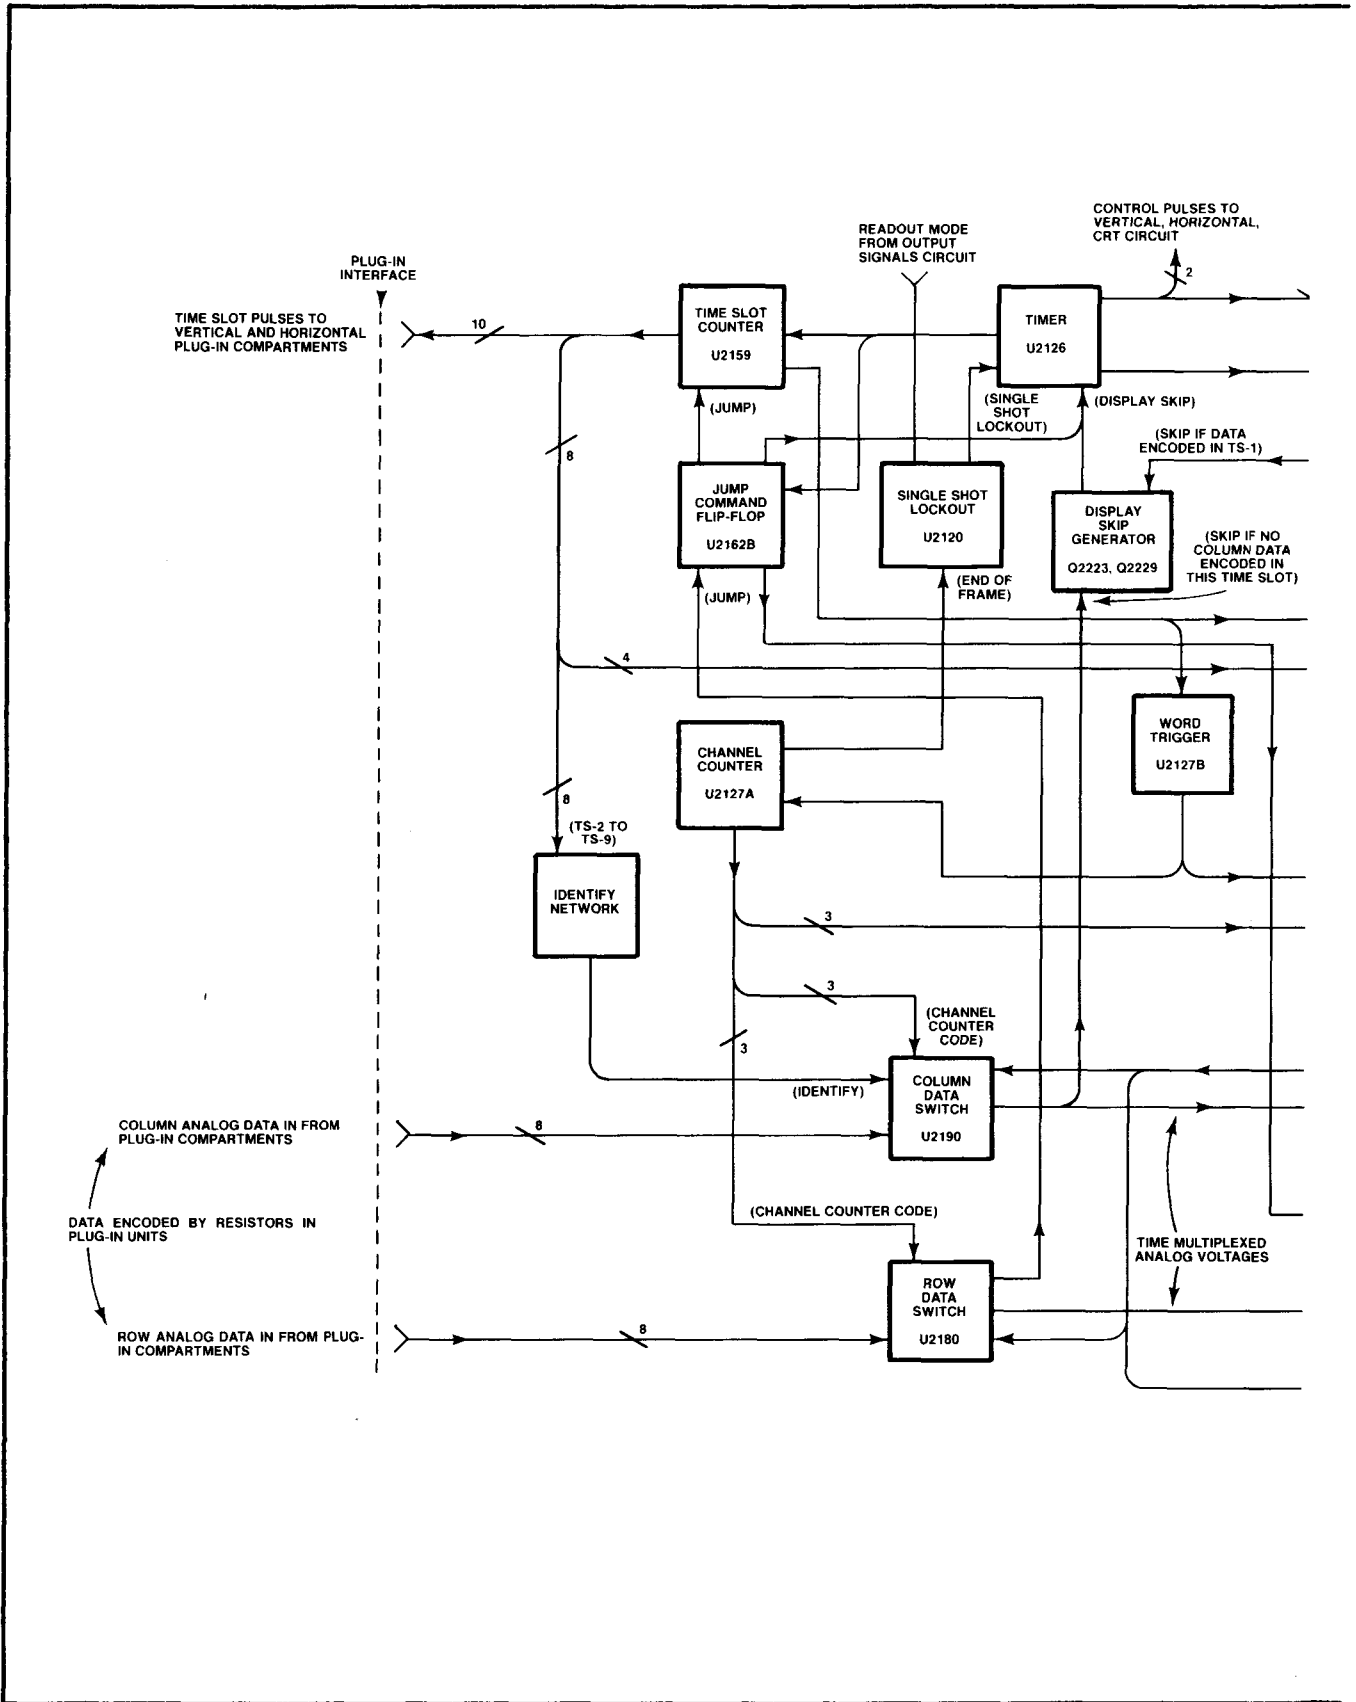 CONTROL PULSES TO
VERTICAL, HORIZONTAL,
CRT CIRCUIT
2
READOUT MODE
FROM OUTPUT
SIGNALS CIRCUIT
PLUG-IN
INTERFACE
TIME SLOT PULSES TO
VERTICAL AND HORIZONTAL
PLUG-IN COMPARTMENTS
10
TIME SLOT
COUNTER
U2159
TIMER
U2126
(JUMP)
(SINGLE
SHOT
LOCKOUT)
(DISPLAY SKIP)
(SKIP IF DATA
ENCODED IN TS-1)
8
JUMP
COMMAND
FLIP-FLOP
U2162B
SINGLE SHOT
LOCKOUT
U2120
DISPLAY
SKIP
GENERATOR
Q2223, Q2229
(SKIP IF NO
COLUMN DATA
ENCODED IN
THIS TIME SLOT)
(JUMP)
(END OF
FRAME)
4
CHANNEL
COUNTER
U2127A
WORD
TRIGGER
U2127B
8
(TS-2 TO
TS-9)
IDENTIFY
NETWORK
3
3
3
(CHANNEL
COUNTER
CODE)
(IDENTIFY)
COLUMN
DATA
SWITCH
U2190
COLUMN ANALOG DATA IN FROM
PLUG-IN COMPARTMENTS
8
DATA ENCODED BY RESISTORS IN
PLUG-IN UNITS
(CHANNEL COUNTER CODE)
TIME MULTIPLEXED
ANALOG VOLTAGES
ROW
DATA
SWITCH
U2180
ROW ANALOG DATA IN FROM PLUG-
IN COMPARTMENTS
8